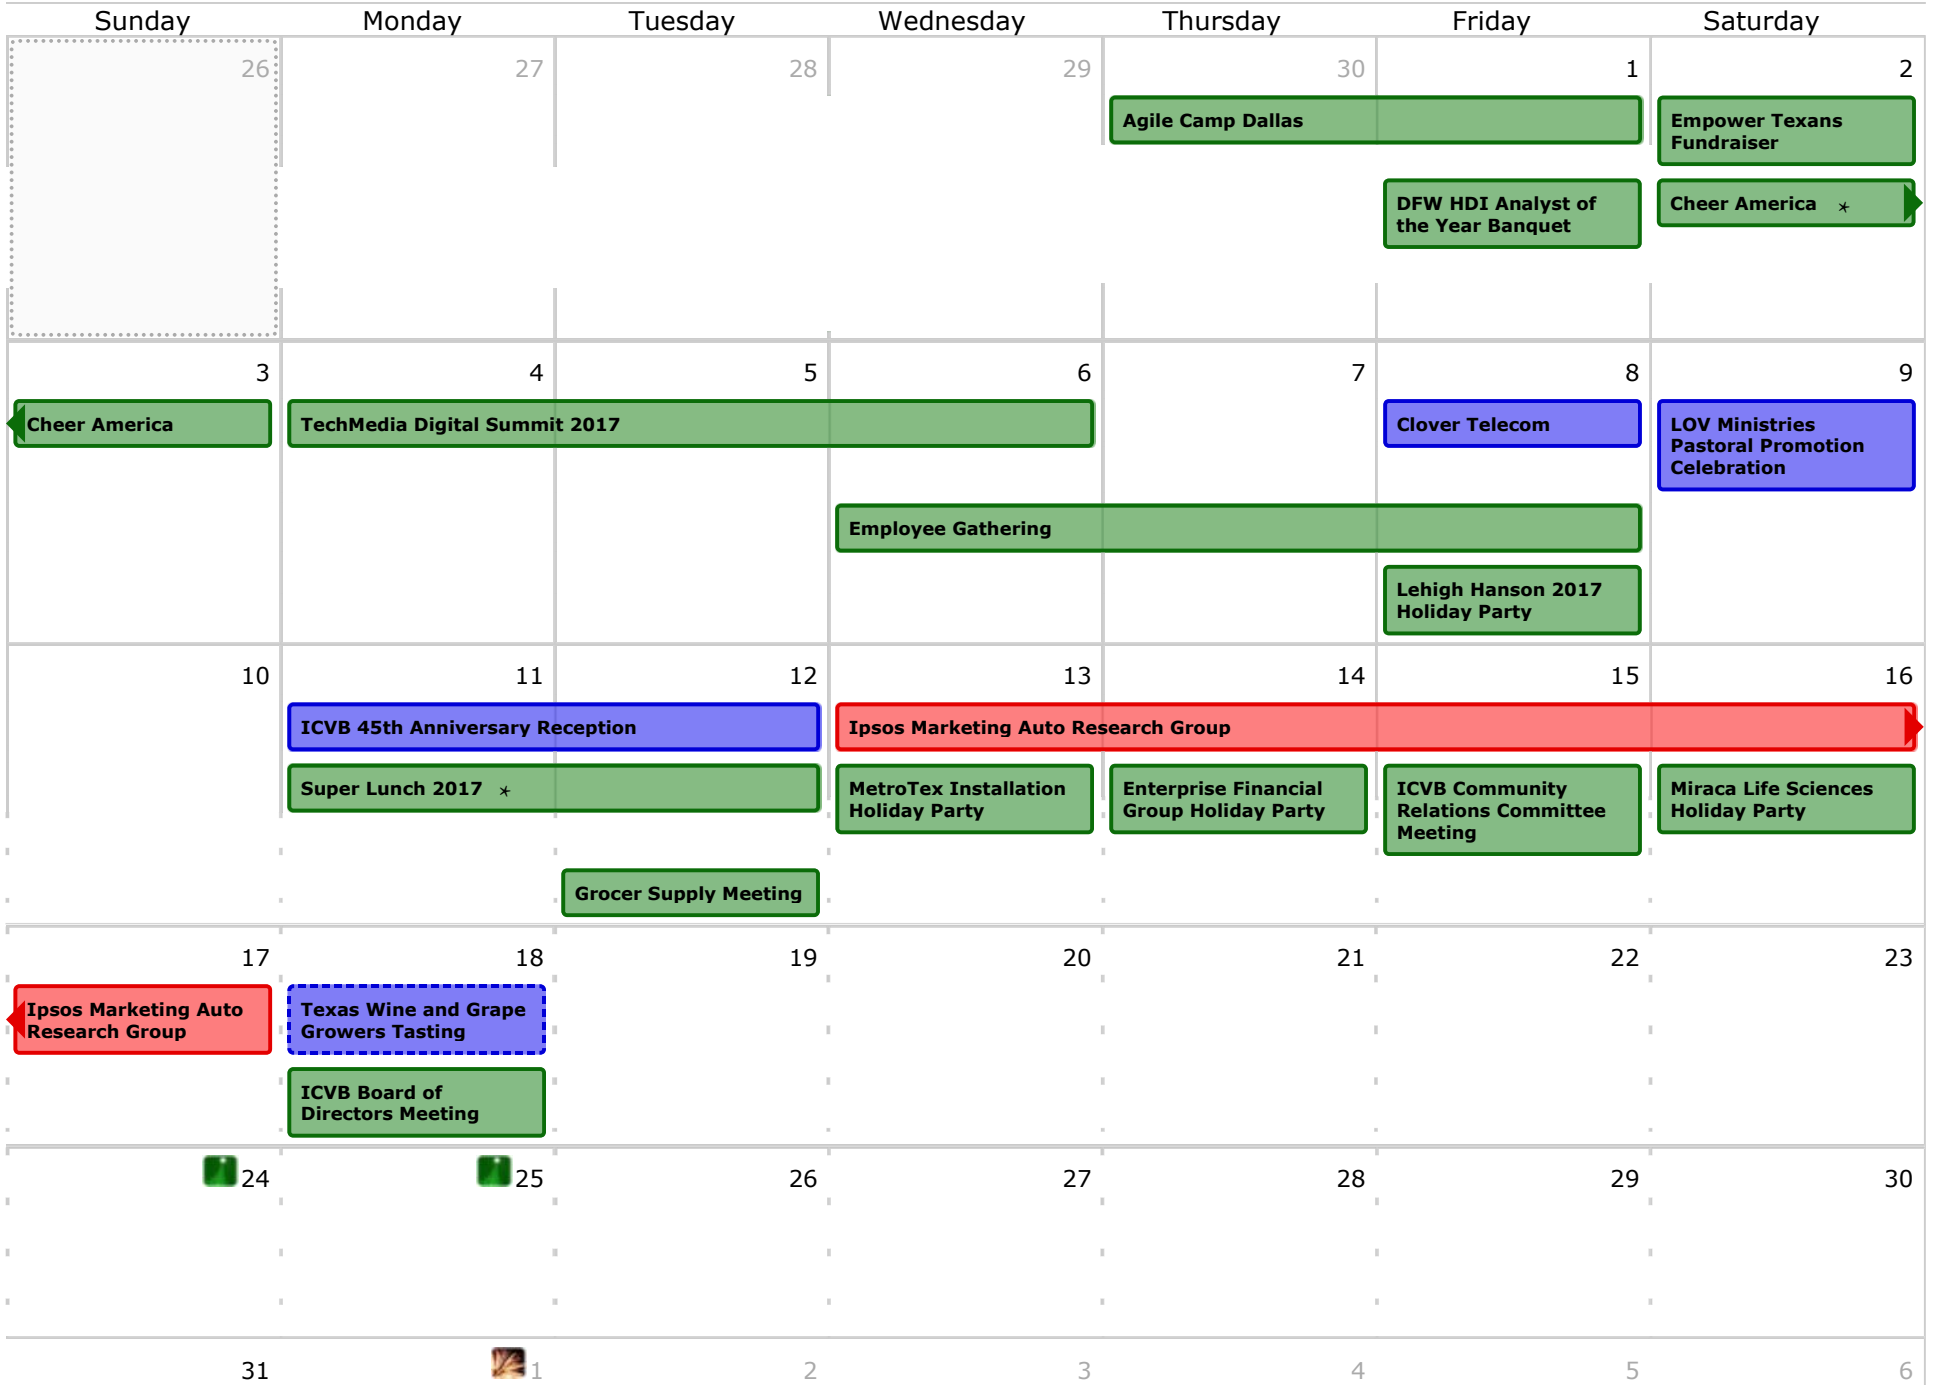 Sunday Monday Tuesday Wednesday Thursday Friday Saturday
26 27 28 29 30 1 2
Agile Camp Dallas
Empower Texans
Fundraiser
DFW HDI Analyst of
the Year Banquet
Cheer America *
3 4 5 6 7 8 9
Cheer America
TechMedia Digital Summit 2017
Clover Telecom
LOV Ministries
Pastoral Promotion
Celebration
Employee Gathering
Lehigh Hanson 2017
Holiday Party
10 11 12 13 14 15 16
ICVB 45th Anniversary Reception
Ipsos Marketing Auto Research Group
Super Lunch 2017 *
MetroTex Installation
Holiday Party
Enterprise Financial
Group Holiday Party
ICVB Community
Relations Committee
Meeting
Miraca Life Sciences
Holiday Party
Grocer Supply Meeting
17 18 19 20 21 22 23
Ipsos Marketing Auto
Research Group
Texas Wine and Grape
Growers Tasting
ICVB Board of
Directors Meeting
24 25 26 27 28 29 30
31 1 2 3 4 5 6